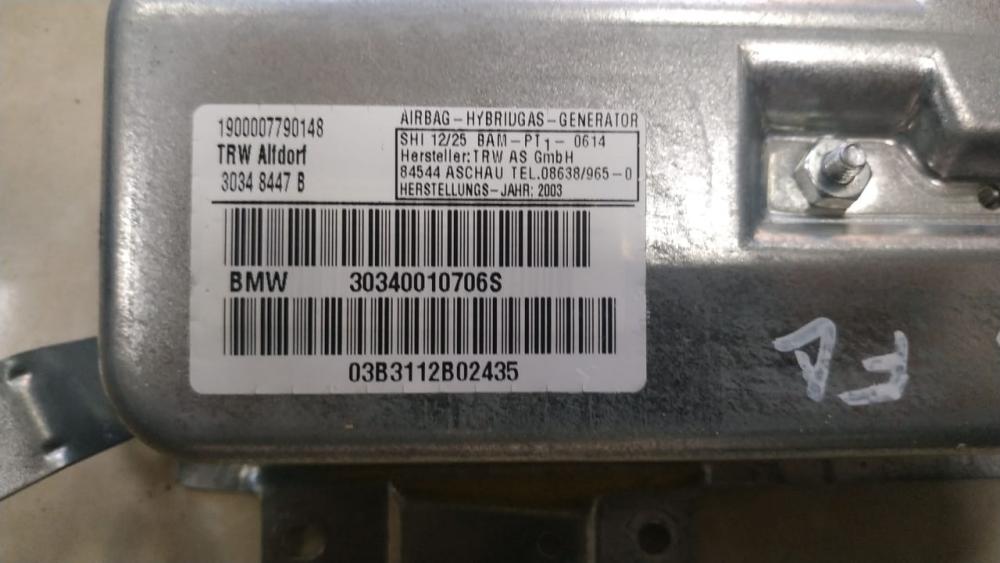 1900007790148
TRW Alfdorf
3034 8447 B
AIRBAG-HYBRIDGAS-GENERATOR
SHI 12/25 BAM-PT1- 0614
Hersteller:TRW AS GmbH
84544 ASCHAU TEL.08638/965-0
HERSTELLUNGS-JAHR: 2003
BMW 30340010706S
03B3112B02435